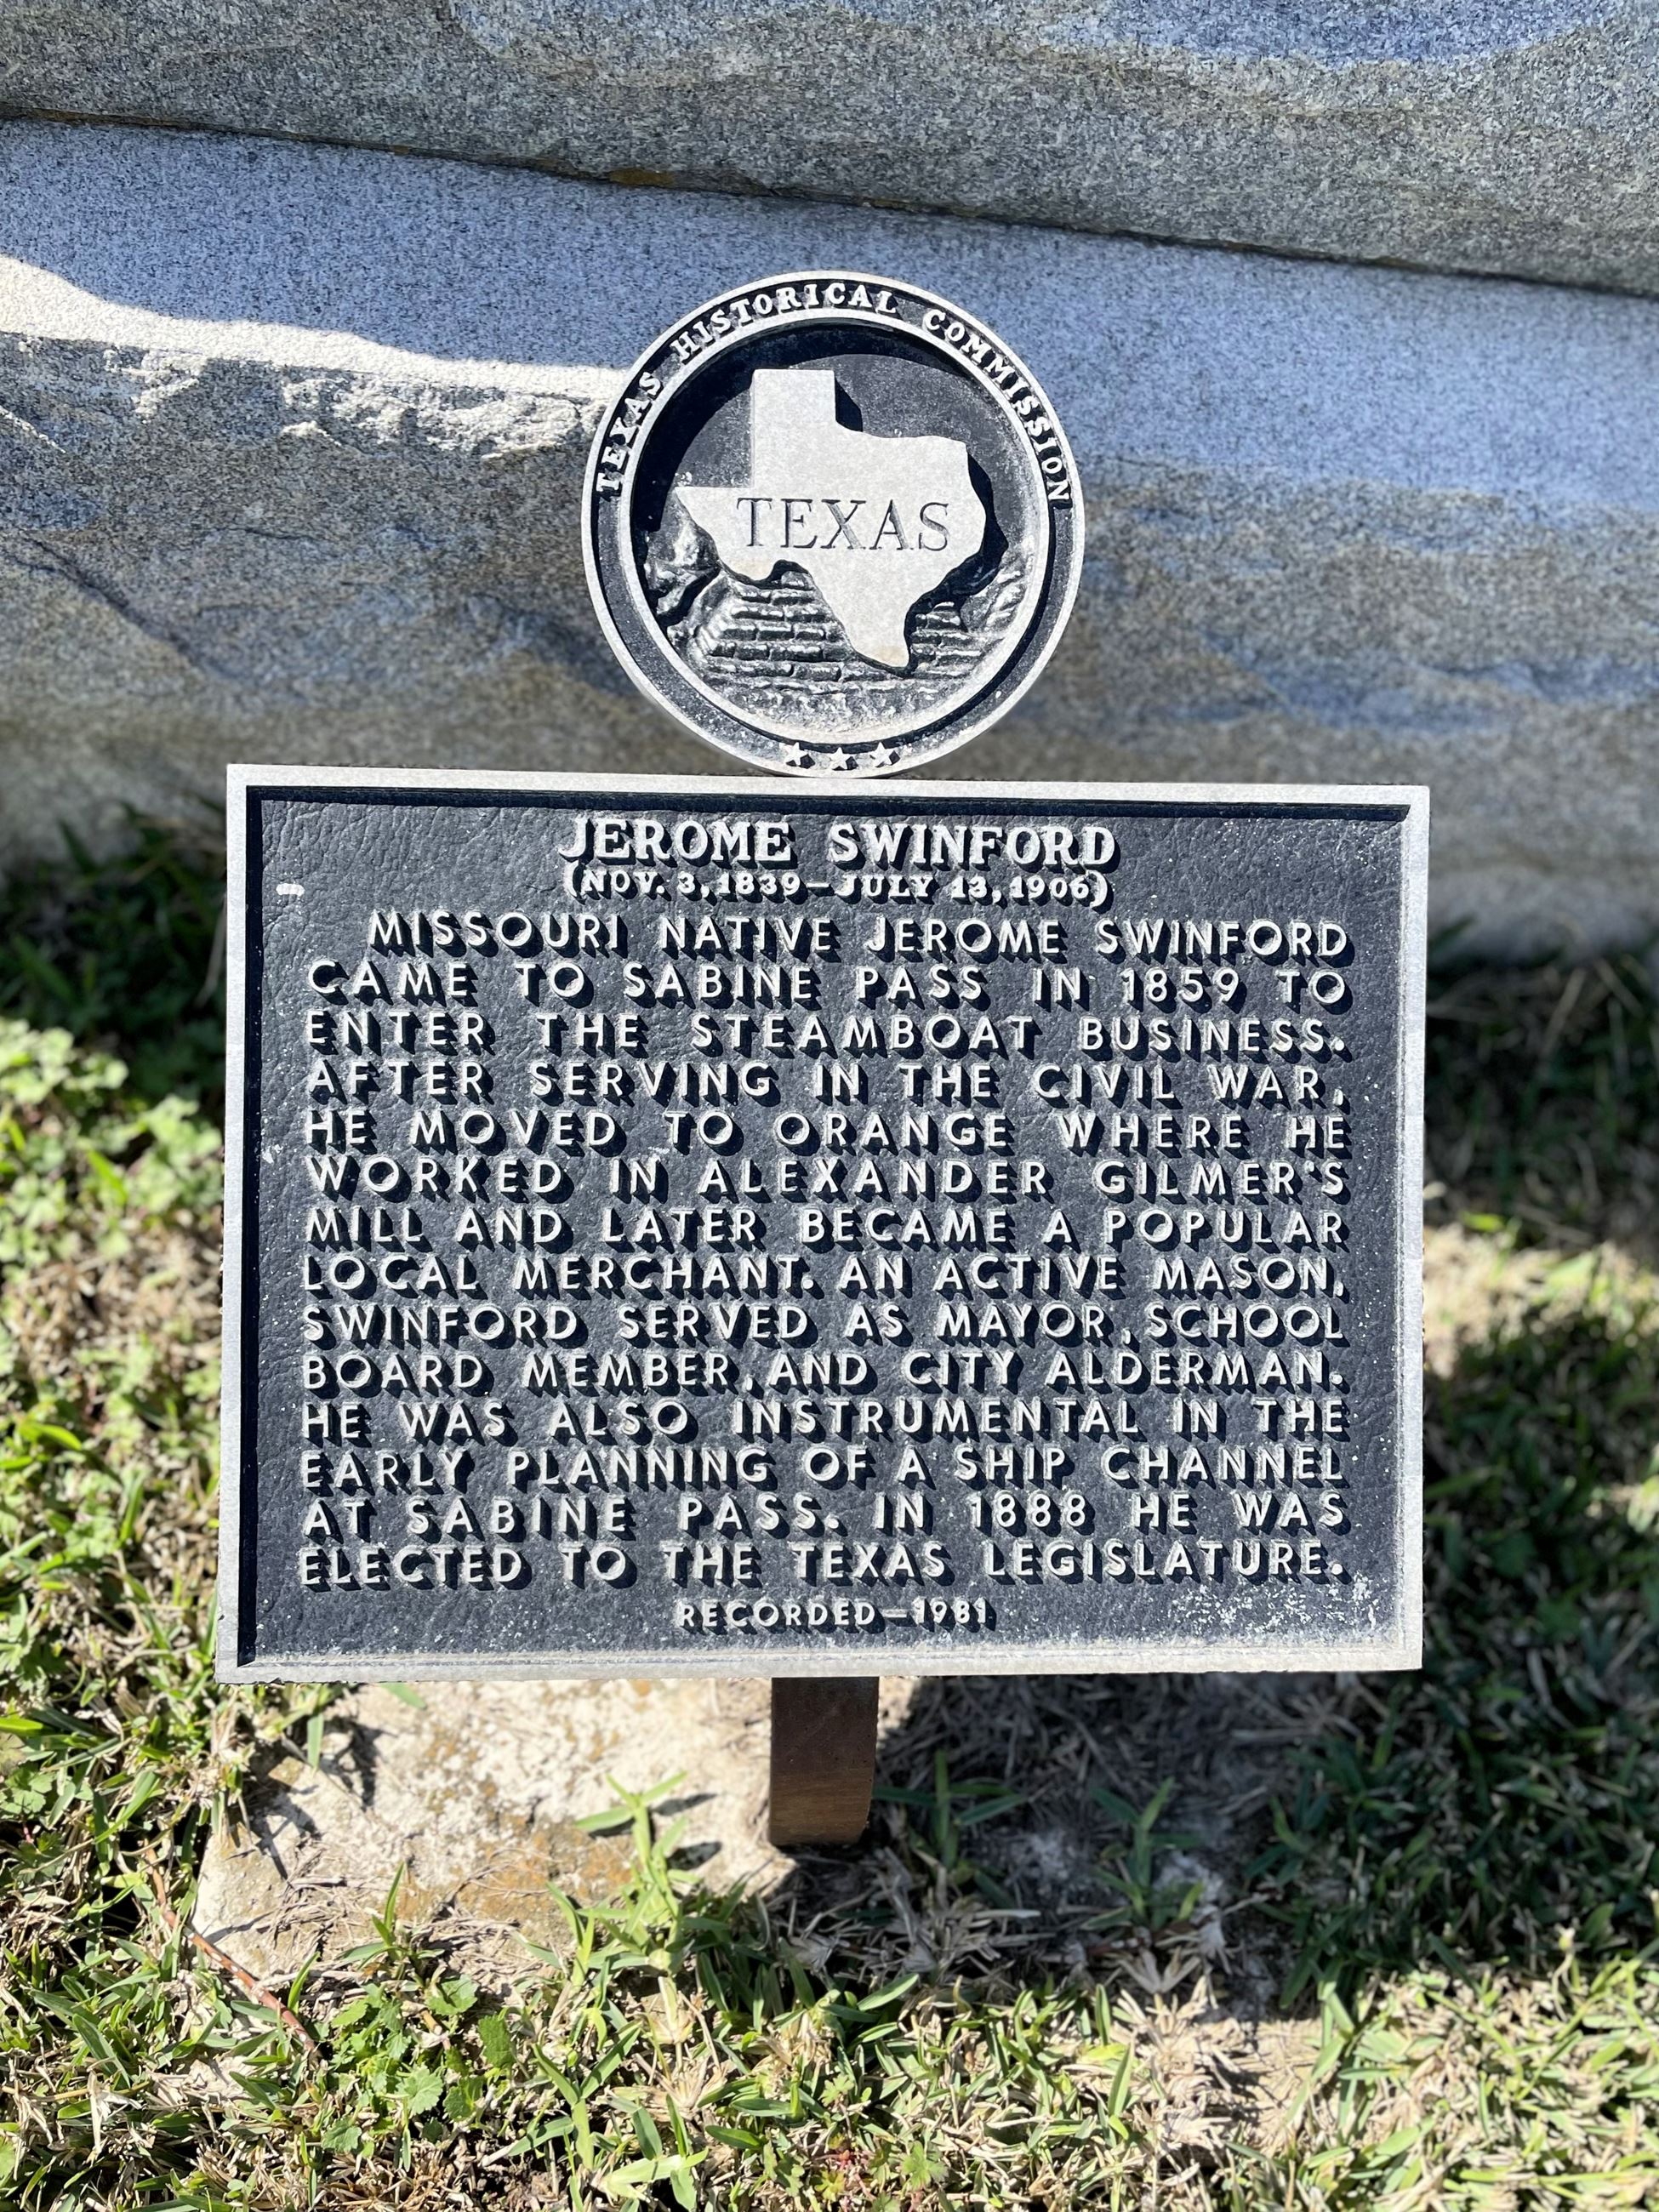 TEXAS HISTORICAL COMMISSION
TEXAS
JEROME SWINFORD
(NOV. 3, 1839—JULY 13, 1906)
MISSOURI NATIVE JEROME SWINFORD
CAME TO SABINE PASS IN 1859 TO
ENTER THE STEAMBOAT BUSINESS.
AFTER SERVING IN THE CIVIL WAR,
HE MOVED TO ORANGE WHERE HE
WORKED IN ALEXANDER GILMER'S
MILL AND LATER BECAME A POPULAR
LOCAL MERCHANT. AN ACTIVE MASON,
SWINFORD SERVED AS MAYOR, SCHOOL
BOARD MEMBER, AND CITY ALDERMAN.
HE WAS ALSO INSTRUMENTAL IN THE
EARLY PLANNING OF A SHIP CHANNEL
AT SABINE PASS. IN 1888 HE WAS
ELECTED TO THE TEXAS LEGISLATURE.
RECORDED—1981